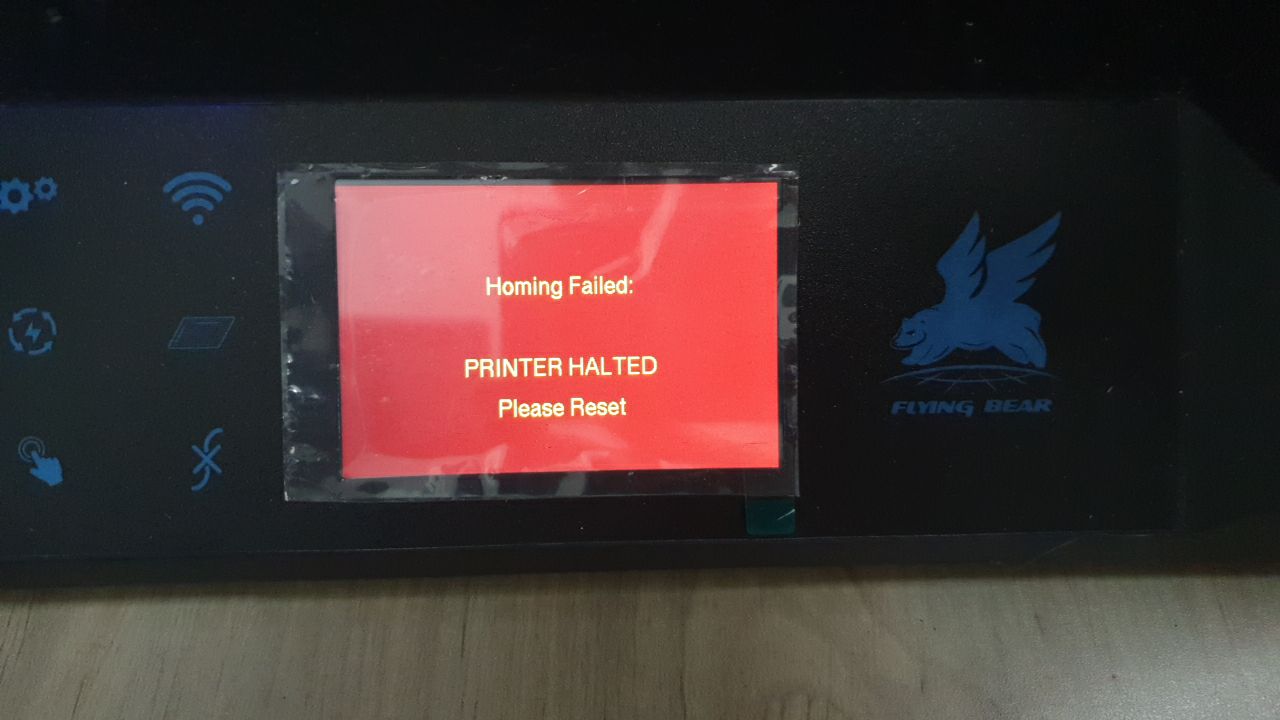 Homing Failed:
PRINTER HALTED
Please Reset
FLYING BEAR